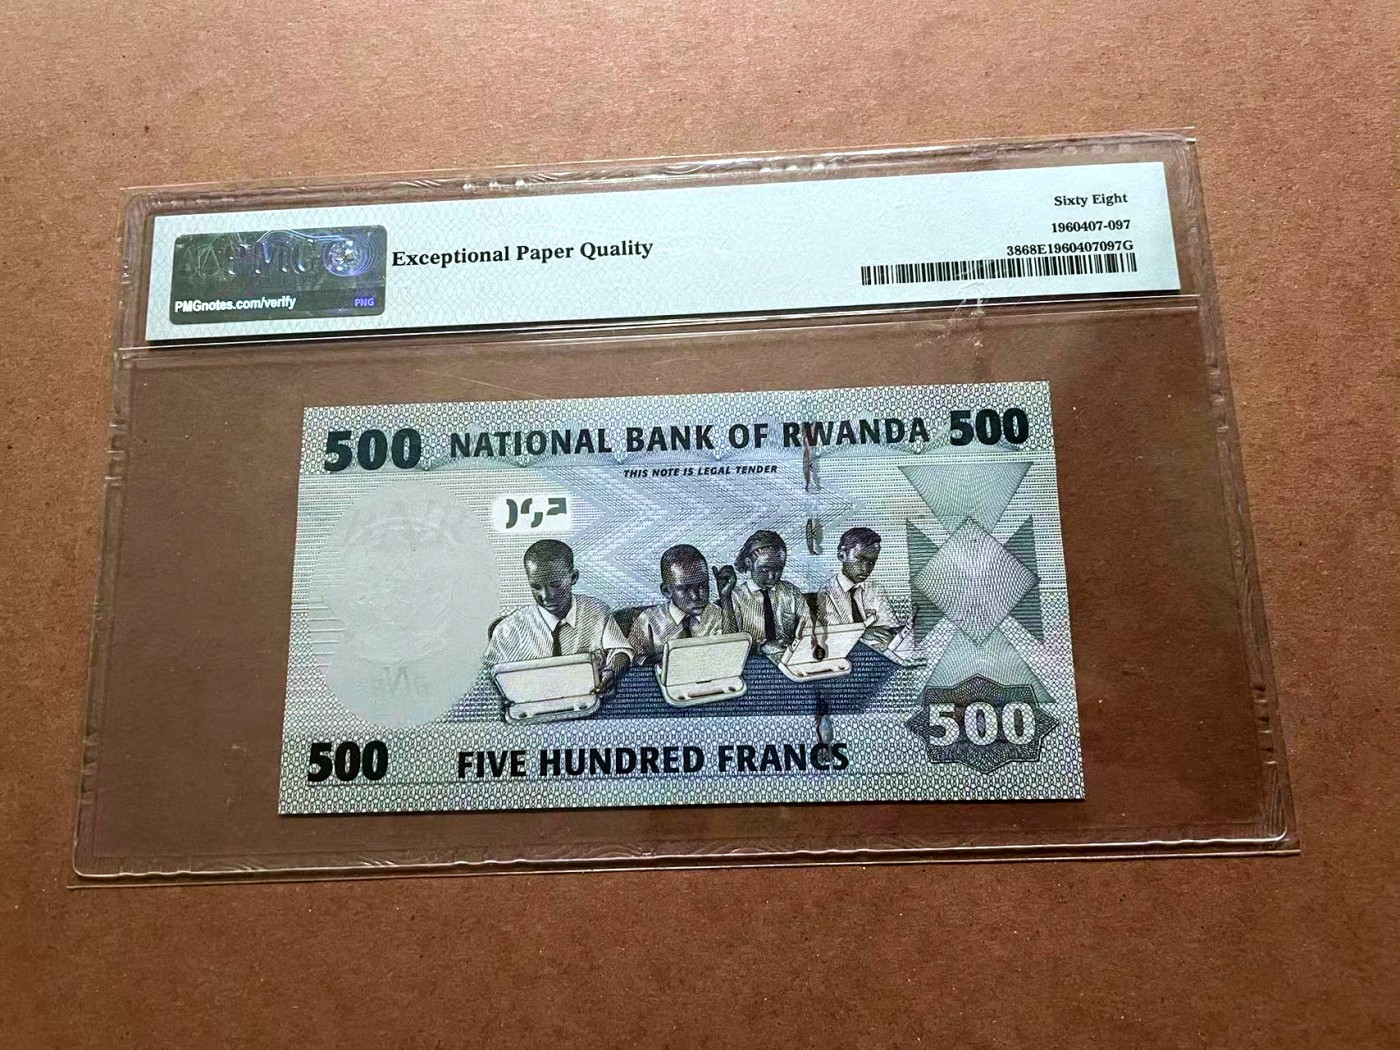 Sixty Eight
1960407-097
3868E1960407097G
Exceptional Paper Quality
PMG
PMGnotes.com/verify
PNG
500 NATIONAL BANK OF RWANDA 500
THIS NOTE IS LEGAL TENDER
500
500 FIVE HUNDRED FRANCS